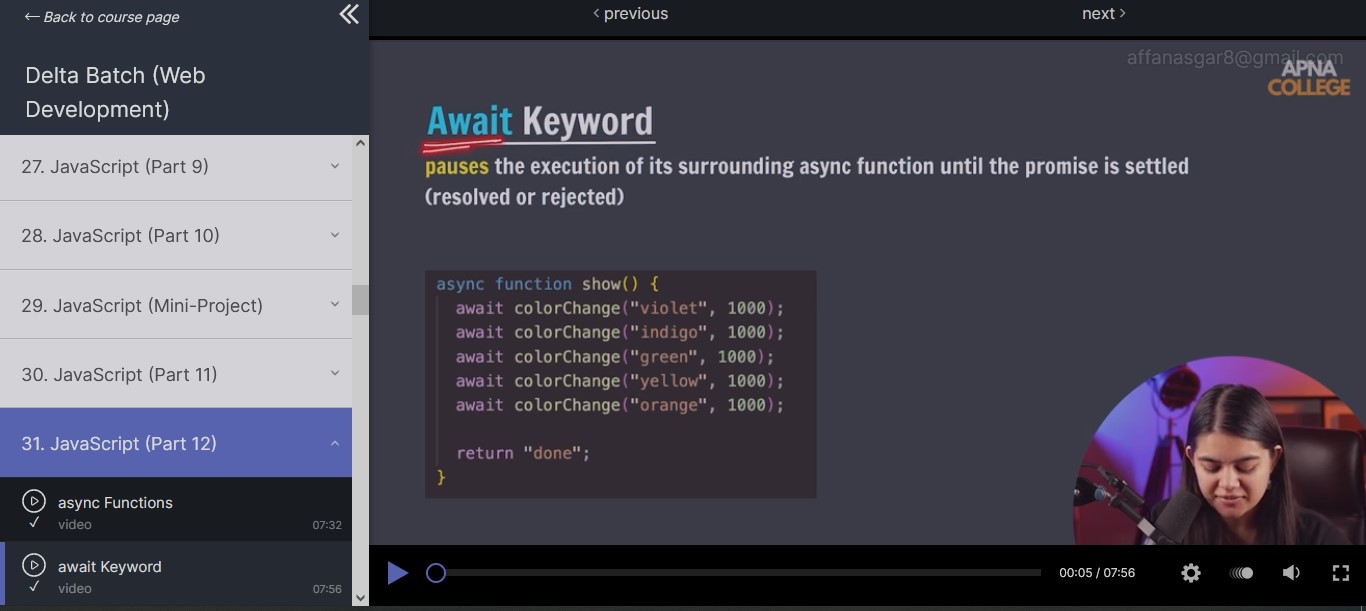 ← Back to course page
Delta Batch (Web
Development)
27. JavaScript (Part 9)
28. JavaScript (Part 10)
29. JavaScript (Mini-Project)
30. JavaScript (Part 11)
31. JavaScript (Part 12)
async Functions
video
07:32
await Keyword
video
07:56
< previous
next >
affanasgar8@gmail.com
APNA
COLLEGE
Await Keyword
pauses the execution of its surrounding async function until the promise is settled
(resolved or rejected)
async function show() {
await colorChange("violet", 1000);
await colorChange("indigo", 1000);
await colorChange("green", 1000);
await colorChange("yellow", 1000);
await colorChange("orange", 1000);
return "done";
}
00:05 / 07:56